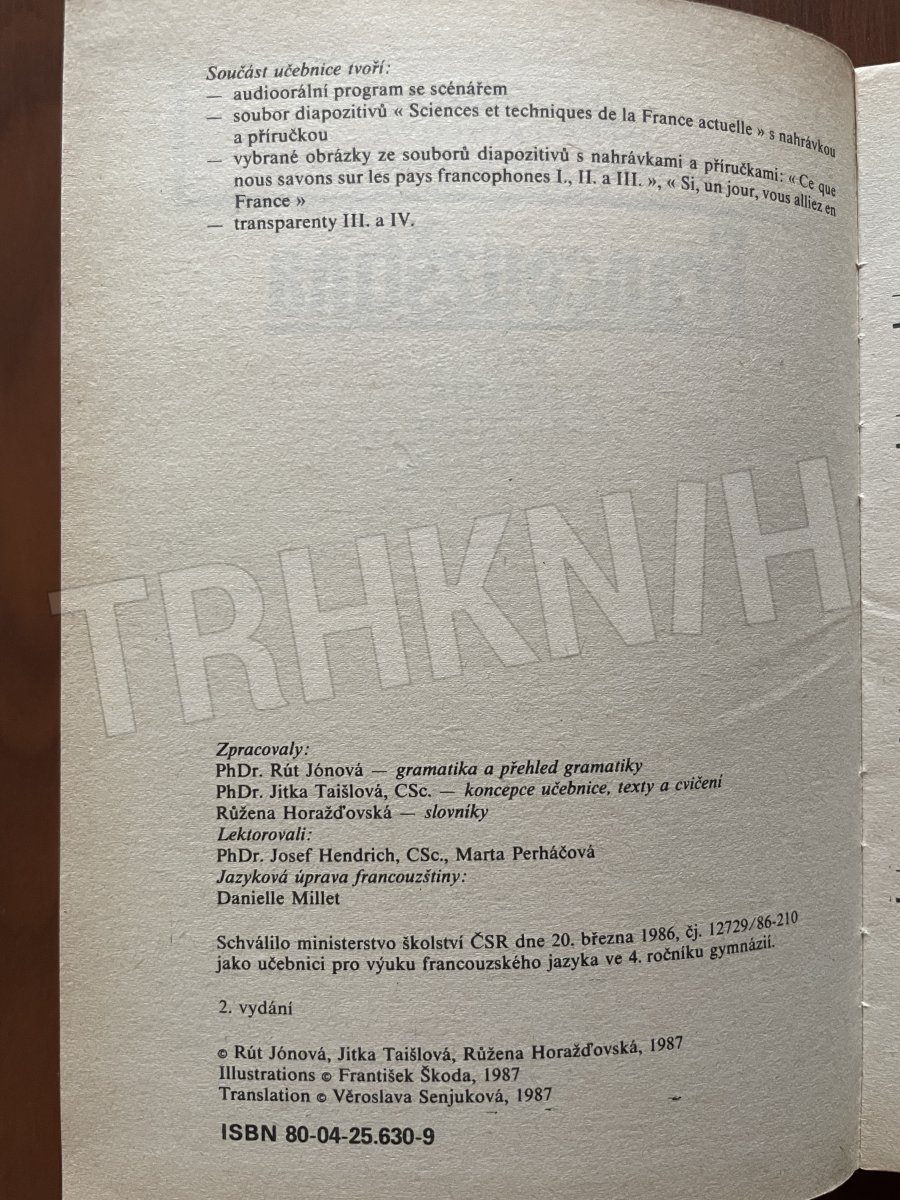 Součást učebnice tvoří:
— audioorální program se scénářem
— soubor diapozitivů « Sciences et techniques de la France actuelle » s nahrávkou
a příručkou
— vybrané obrázky ze souborů diapozitivů s nahrávkami a příručkami: « Ce que
nous savons sur les pays francophones I., II. a III. », « Si, un jour, vous alliez en
France »
— transparenty III. a IV.
TRHKN/H
Zpracovaly:
PhDr. Rút Jónová — gramatika a přehled gramatiky
PhDr. Jitka Taišlová, CSc. — koncepce učebnice, texty a cvičení
Růžena Horažďovská — slovníky
Lektorovali:
PhDr. Josef Hendrich, CSc., Marta Perháčová
Jazyková úprava francouzštiny:
Danielle Millet
Schválilo ministerstvo školství ČSR dne 20. března 1986, čj. 12729/86-210
jako učebnici pro výuku francouzského jazyka ve 4. ročníku gymnázií.
2. vydání
© Rút Jónová, Jitka Taišlová, Růžena Horažďovská, 1987
Illustrations © František Škoda, 1987
Translation © Věroslava Senjuková, 1987
ISBN 80-04-25.630-9